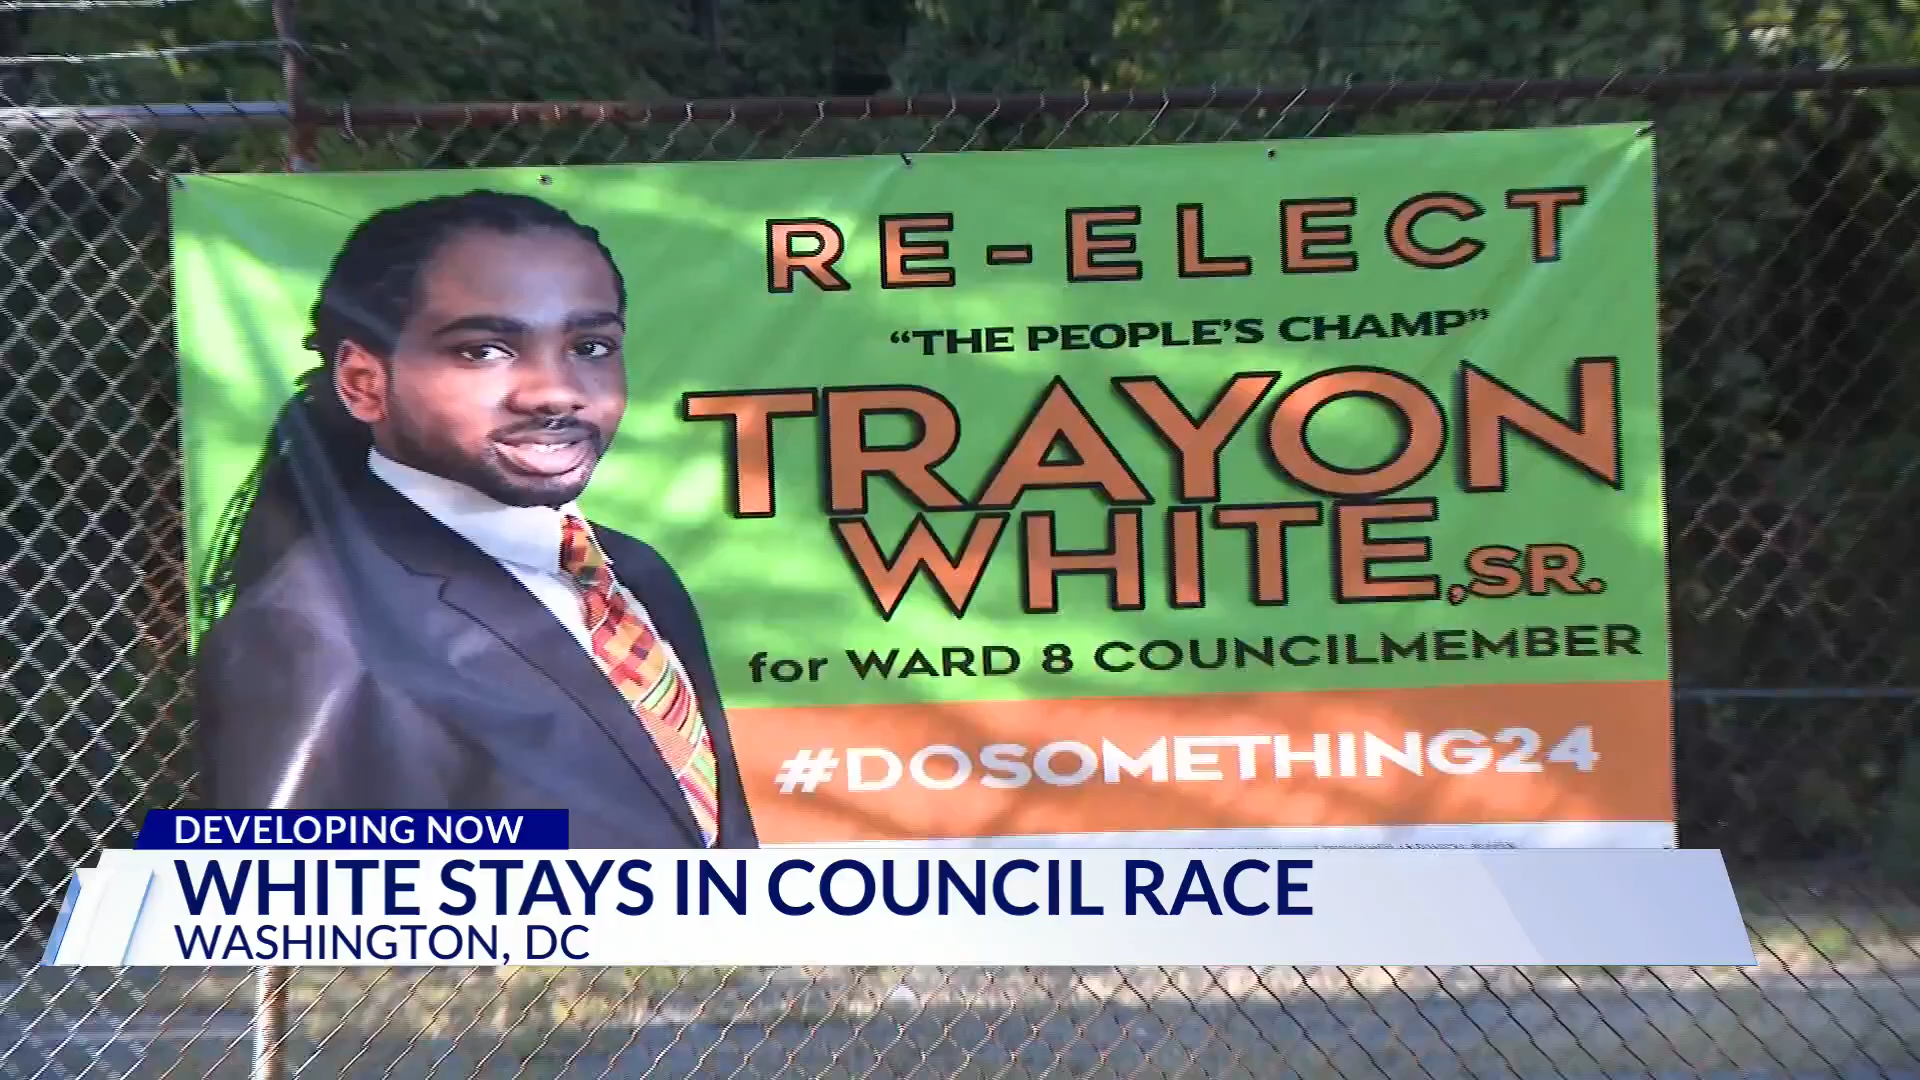 RE-ELECT
"THE PEOPLE'S CHAMP"
TRAYON
WHITE, SR.
for WARD 8 COUNCILMEMBER
#DOSOMETHING24
DEVELOPING NOW
WHITE STAYS IN COUNCIL RACE
WASHINGTON, DC